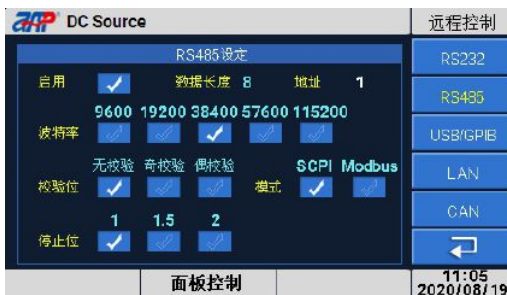 AAP DC Source 远程控制
RS485设定
RS232
启用 数据长度 8 地址 1
RS485
9600 19200 38400 57600 115200
波特率
USB/GPIB
无校验 奇校验 偶校验 SCPI Modbus
校验位 模式
LAN
1 1.5 2
停止位
CAN
面板控制
11:05
2020/08/19